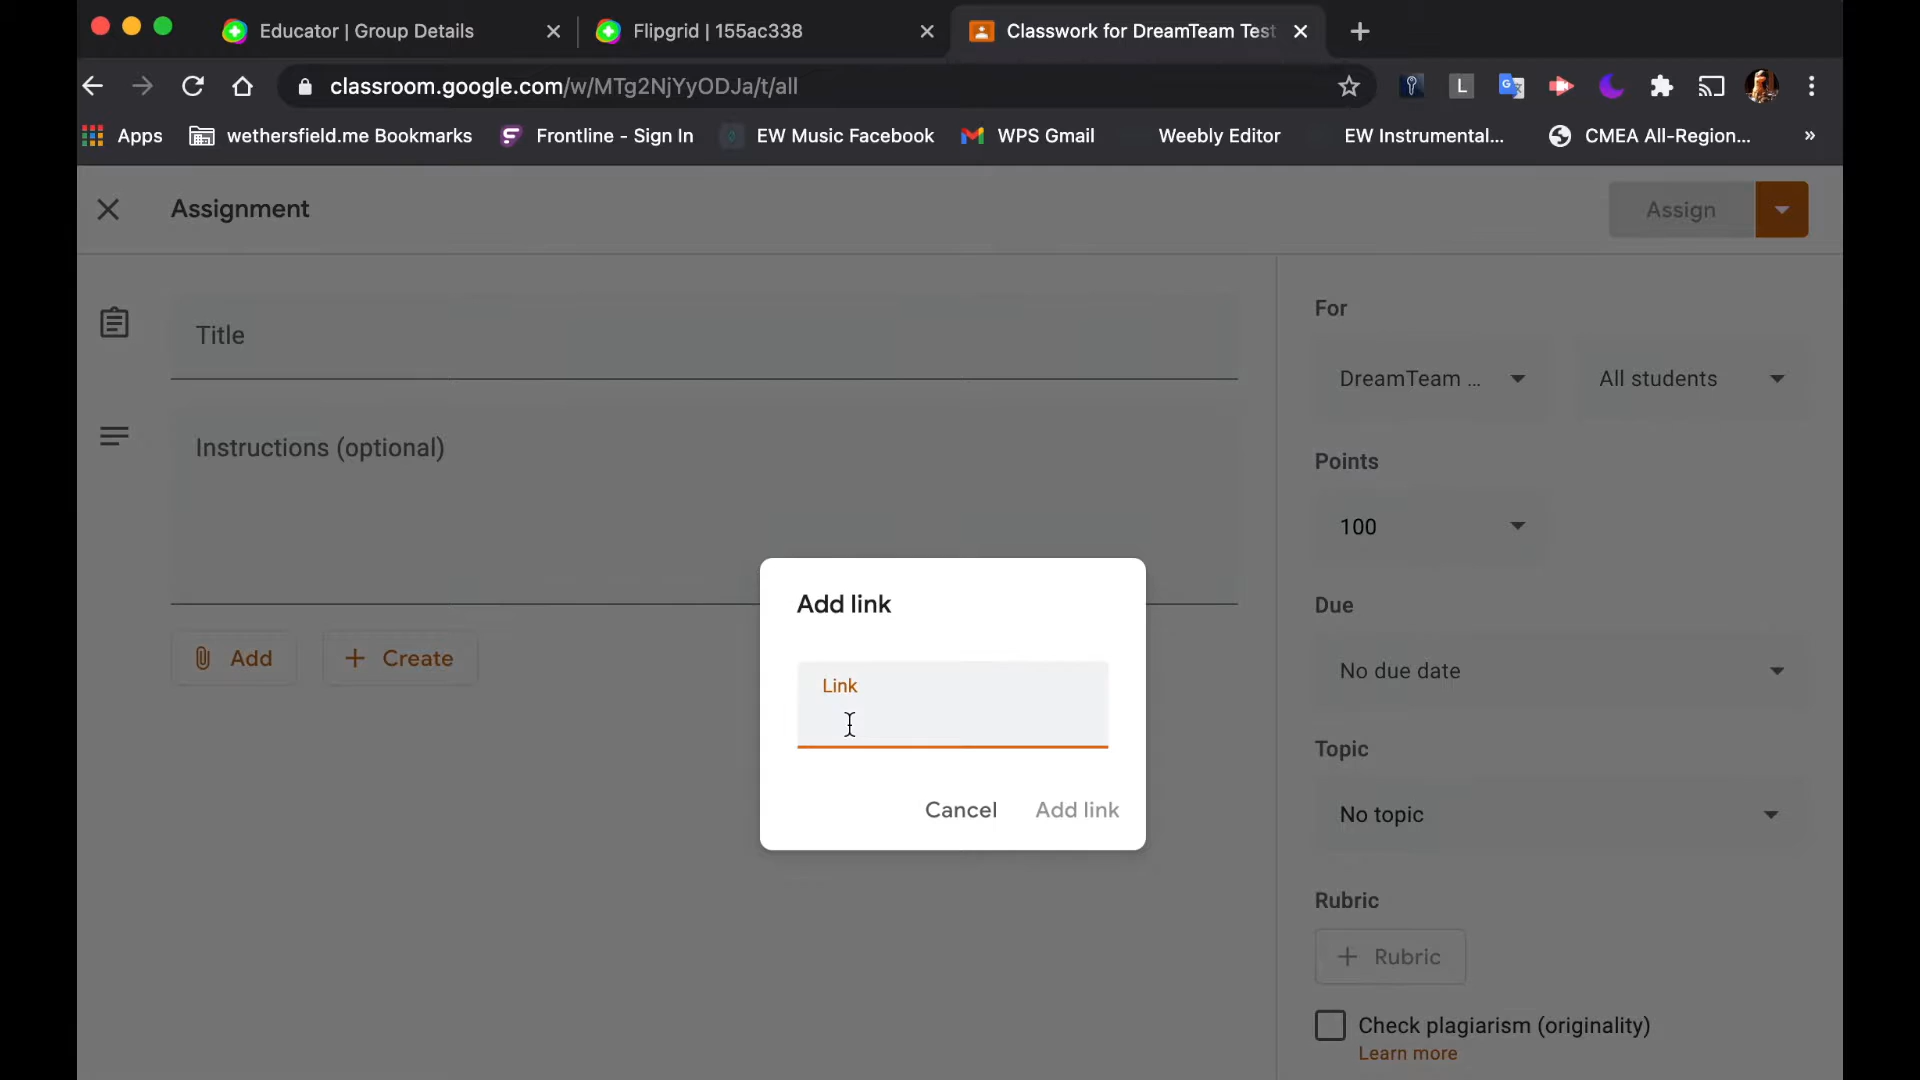 Educator | Group Details
Flipgrid | 155ac338
Classwork for DreamTeam Test
classroom.google.com/w/MTg2NjYyODJa/t/all
Apps
wethersfield.me Bookmarks
Frontline - Sign In
EW Music Facebook
WPS Gmail
Weebly Editor
EW Instrumental...
CMEA All-Region...
»
Assignment
Assign
Title
Instructions (optional)
Add
Create
For
DreamTeam ...
All students
Points
100
Due
No due date
Topic
No topic
Rubric
Rubric
Check plagiarism (originality)
Learn more
Add link
Link
Cancel
Add link